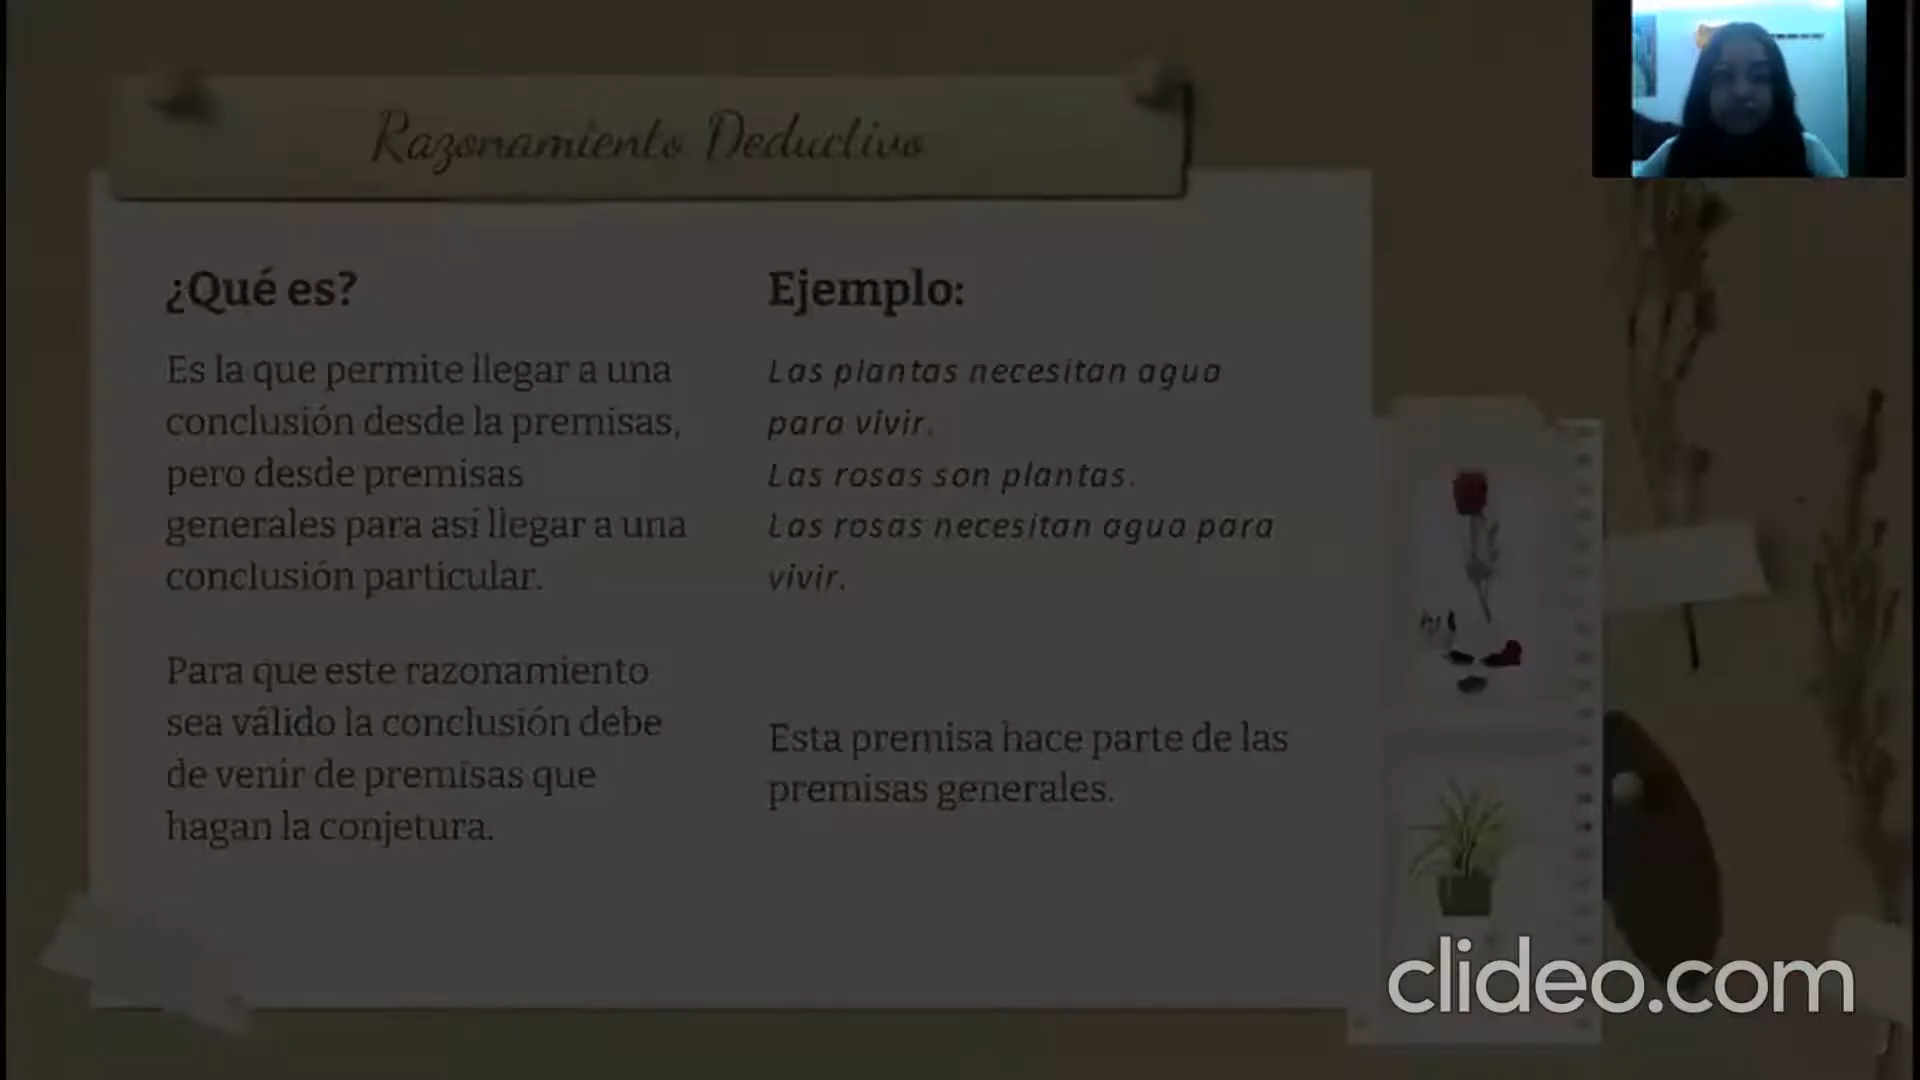 Razonamiento Deductivo
¿Qué es?
Es la que permite llegar a una
conclusión desde la premisas,
pero desde premisas
generales para así llegar a una
conclusión particular.
Para que este razonamiento
sea válido la conclusión debe
de venir de premisas que
hagan la conjetura.
Ejemplo:
Las plantas necesitan agua
para vivir.
Las rosas son plantas.
Las rosas necesitan agua para
vivir.
Esta premisa hace parte de las
premisas generales.
clideo.com